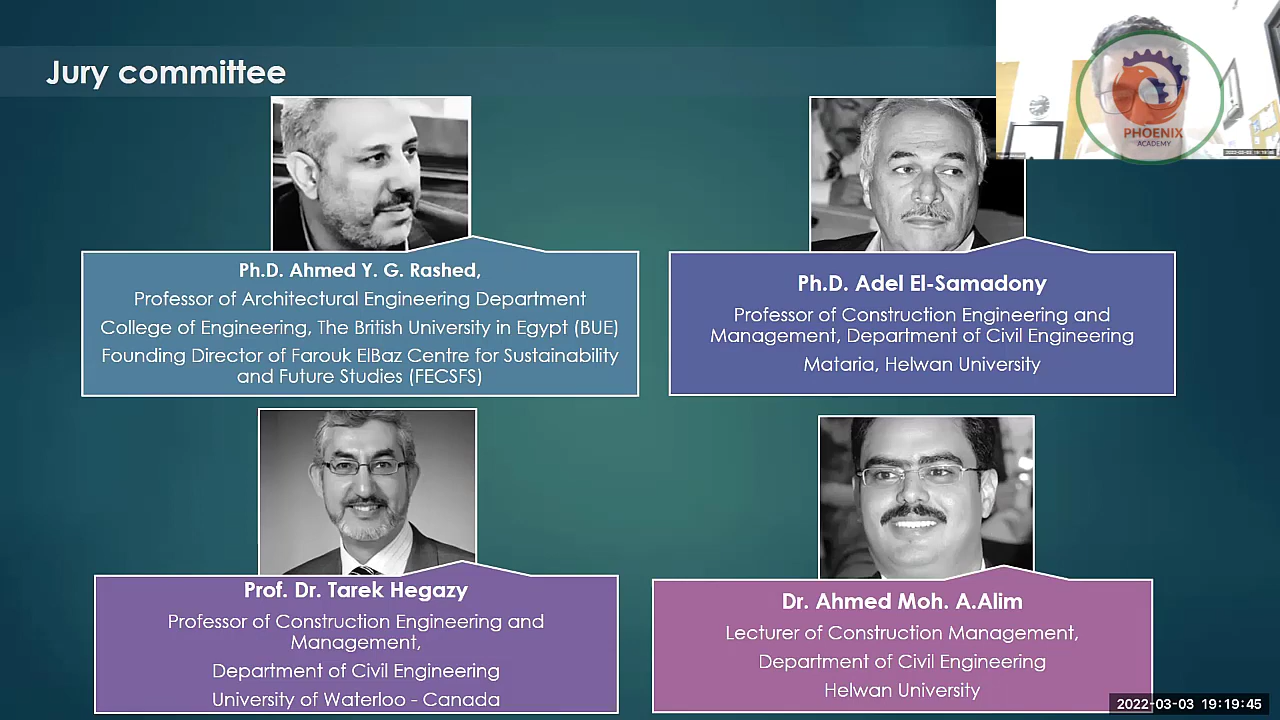 Jury committee
PHOENIX
ACADEMY
Ph.D. Ahmed Y. G. Rashed,
Professor of Architectural Engineering Department
College of Engineering, The British University in Egypt (BUE)
Founding Director of Farouk ElBaz Centre for Sustainability
and Future Studies (FECSFS)
Ph.D. Adel El-Samadony
Professor of Construction Engineering and
Management, Department of Civil Engineering
Mataria, Helwan University
Prof. Dr. Tarek Hegazy
Professor of Construction Engineering and
Management,
Department of Civil Engineering
University of Waterloo - Canada
Dr. Ahmed Moh. A.Alim
Lecturer of Construction Management,
Department of Civil Engineering
Helwan University
2022-03-03 19:19:45